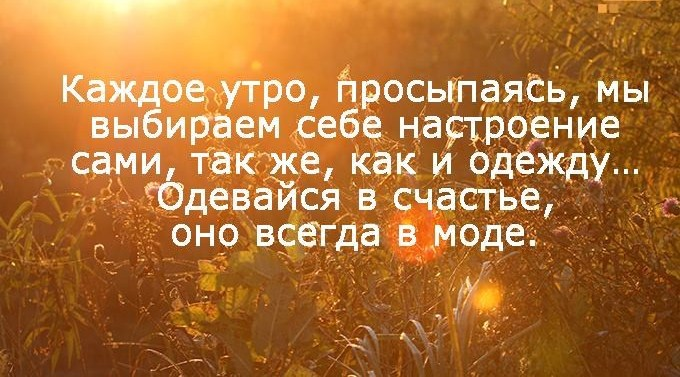 Каждое утро, просыпаясь, мы
выбираем себе настроение
сами, так же, как и одежду...
Одевайся в счастье,
оно всегда в моде.